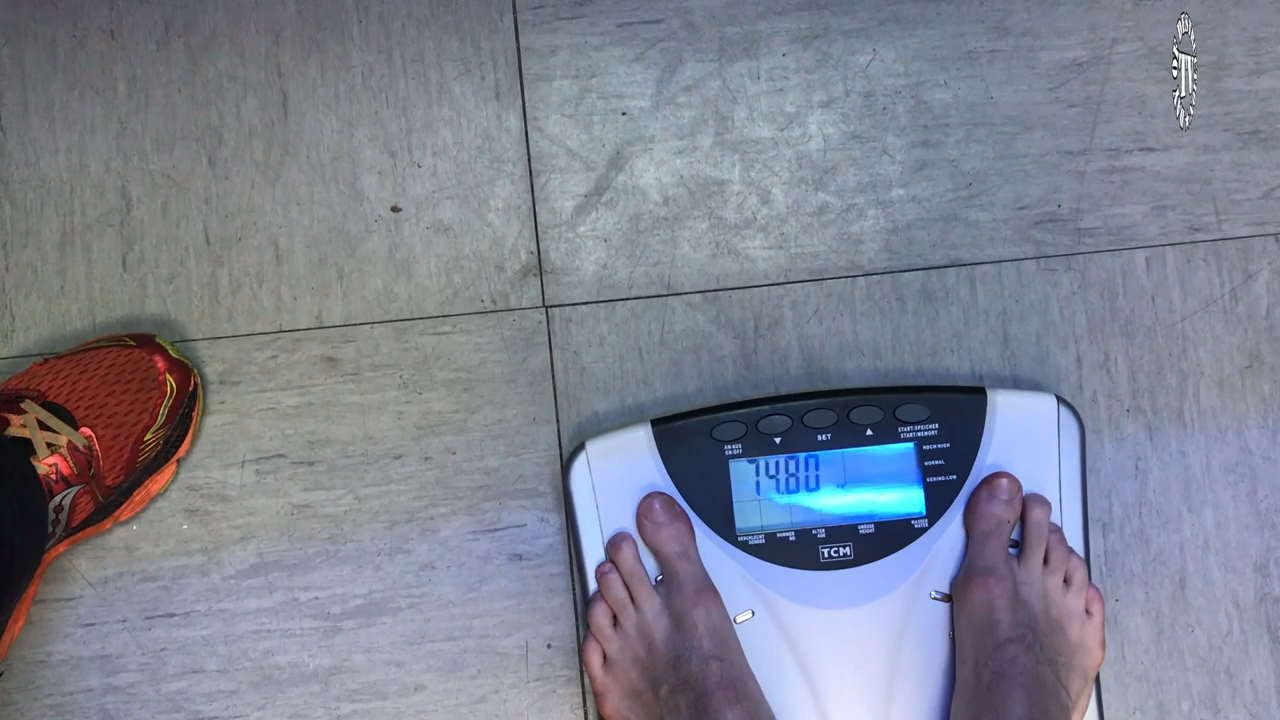 TT
AN/AUS
ON/OFF
▼
SET
▲
START/SPEICHER
START/MEMORY
HOCH/HIGH
NORMAL
GERING/LOW
74.80
GESCHLECHT
GENDER
NUMMER
NO
ALTER
AGE
GRÖSSE
HEIGHT
WASSER
WATER
TCM